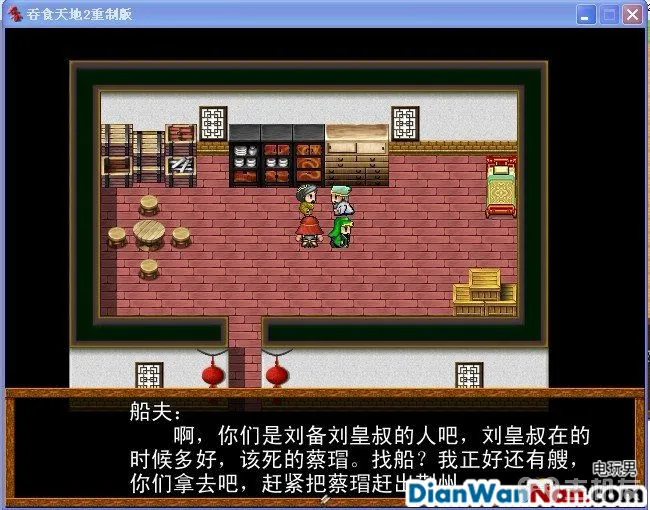 吞食天地2重制版
船夫：
啊，你们是刘备刘皇叔的人吧，刘皇叔在的
时候多好，该死的蔡瑁。找船？我正好还有艘，
你们拿去吧，赶紧把蔡瑁赶出荆州
电玩男
DianWanNan.com